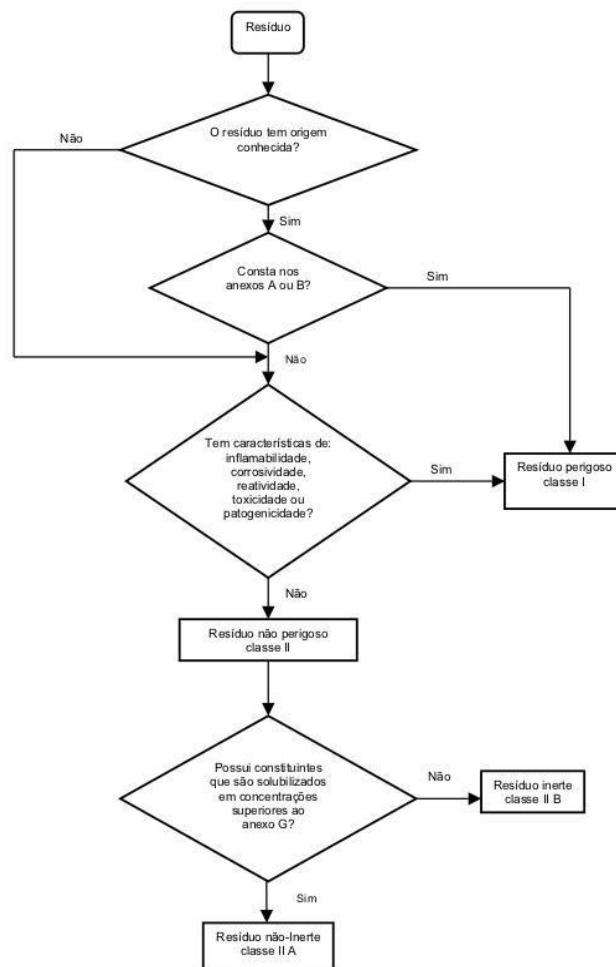 Resíduo
O resíduo tem origem
conhecida?
Não
Sim
Consta nos
anexos A ou B?
Sim
Não
Tem características de:
inflamabilidade,
corrosividade,
reatividade,
toxicidade ou
patogenicidade?
Sim
Resíduo perigoso
classe I
Não
Resíduo não perigoso
classe II
Possui constituintes
que são solubilizados
em concentrações
superiores ao
anexo G?
Não
Resíduo inerte
classe II B
Sim
Resíduo não-Inerte
classe II A